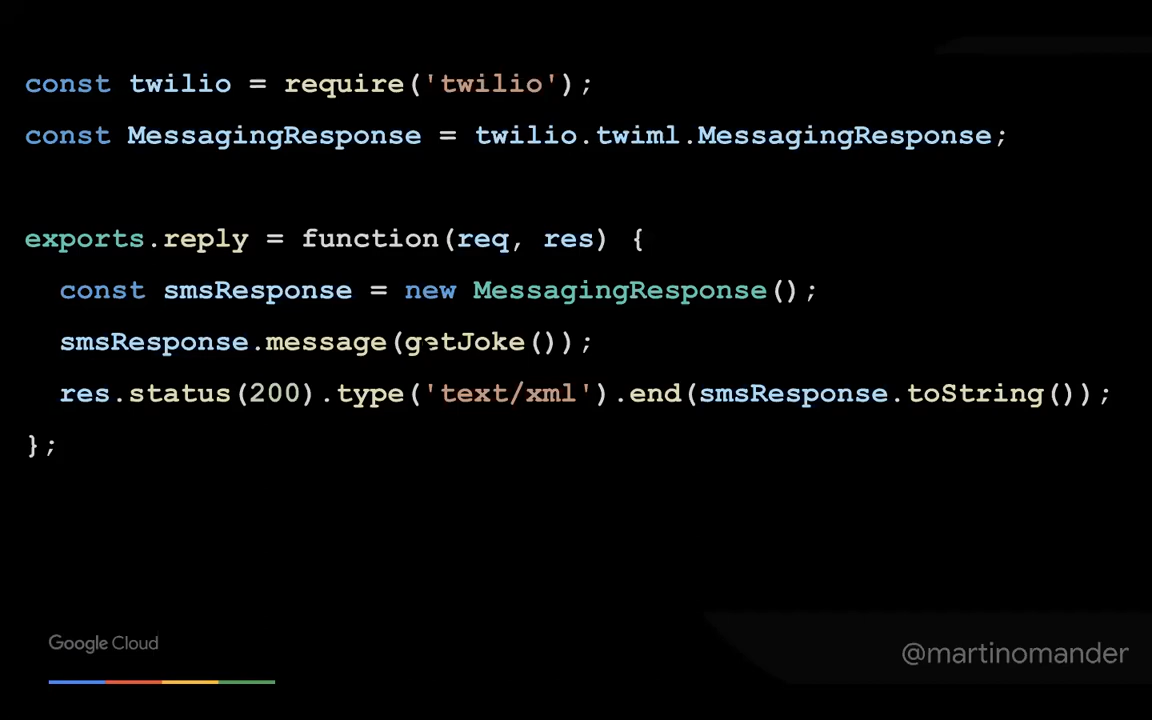 const twilio = require('twilio');
const MessagingResponse = twilio.twiml.MessagingResponse;
exports.reply = function(req, res) {
  const smsResponse = new MessagingResponse();
  smsResponse.message(getJoke());
  res.status(200).type('text/xml').end(smsResponse.toString());
};
Google Cloud
@martinomander